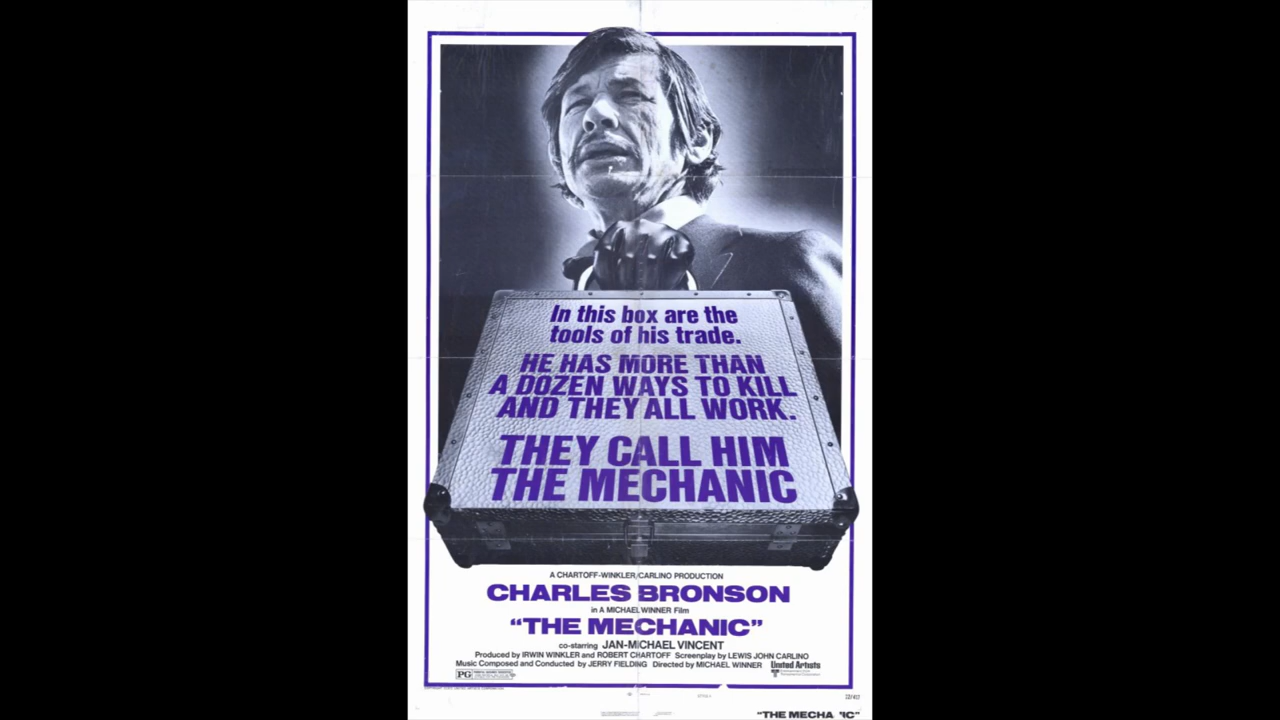 In this box are the
tools of his trade.
HE HAS MORE THAN
A DOZEN WAYS TO KILL
AND THEY ALL WORK.
THEY CALL HIM
THE MECHANIC
A CHARTOFF-WINKLER/CARLINO PRODUCTION
CHARLES BRONSON
in A MICHAEL WINNER Film
"THE MECHANIC"
co-starring JAN-MICHAEL VINCENT
Produced by IRWIN WINKLER and ROBERT CHARTOFF Screenplay by LEWIS JOHN CARLINO
Music Composed and Conducted by JERRY FIELDING Directed by MICHAEL WINNER
United Artists
PG
"THE MECHA IC"